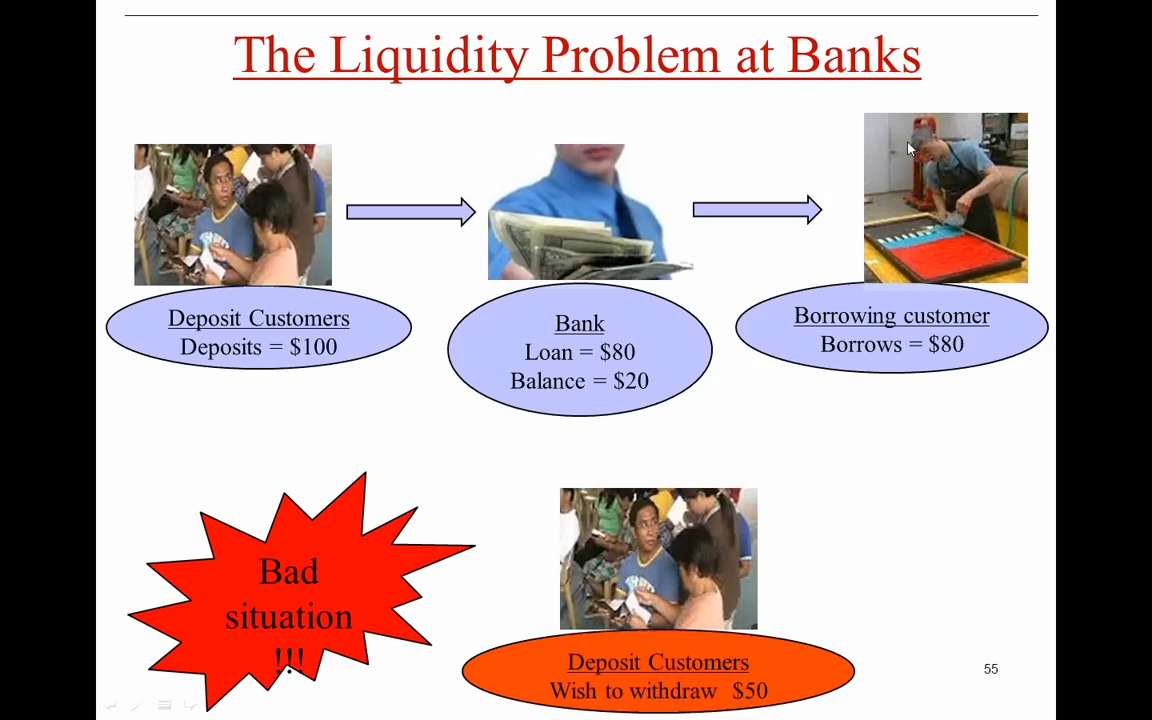 The Liquidity Problem at Banks
Deposit Customers
Deposits = $100
Bank
Loan = $80
Balance = $20
Borrowing customer
Borrows = $80
Bad
situation
!!!
Deposit Customers
Wish to withdraw $50
55